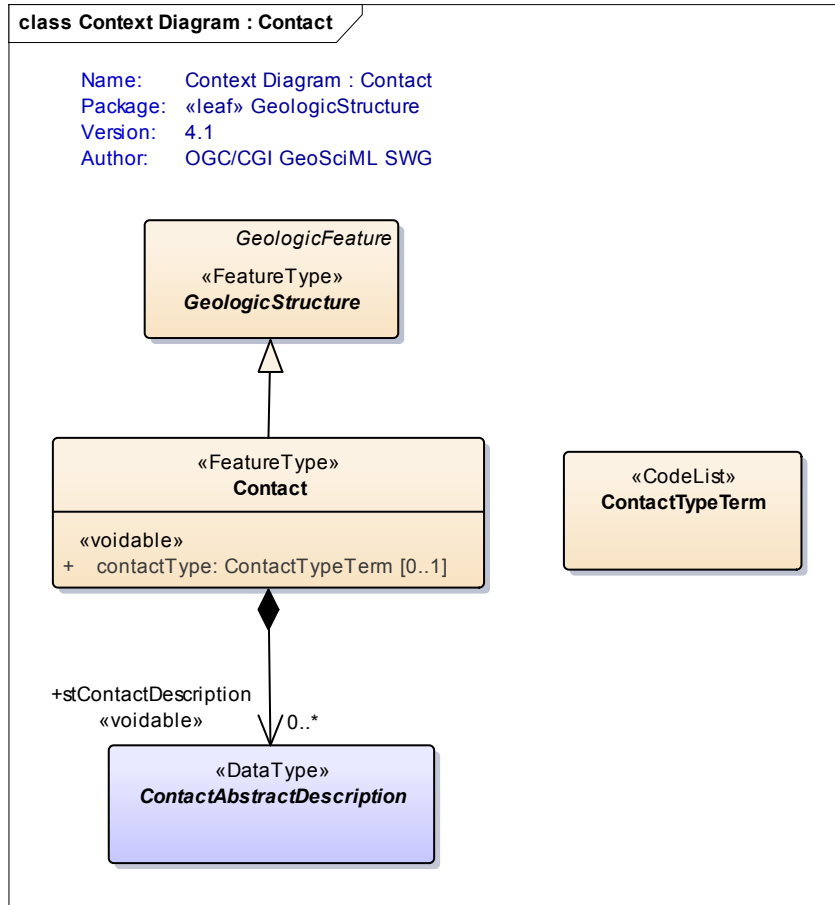 class Context Diagram : Contact
Name: Context Diagram : Contact
Package: «leaf» GeologicStructure
Version: 4.1
Author: OGC/CGI GeoSciML SWG
GeologicFeature
«FeatureType»
GeologicStructure
«FeatureType»
Contact
«voidable»
+ contactType: ContactTypeTerm [0..1]
«CodeList»
ContactTypeTerm
+stContactDescription
«voidable» 0..*
«DataType»
ContactAbstractDescription